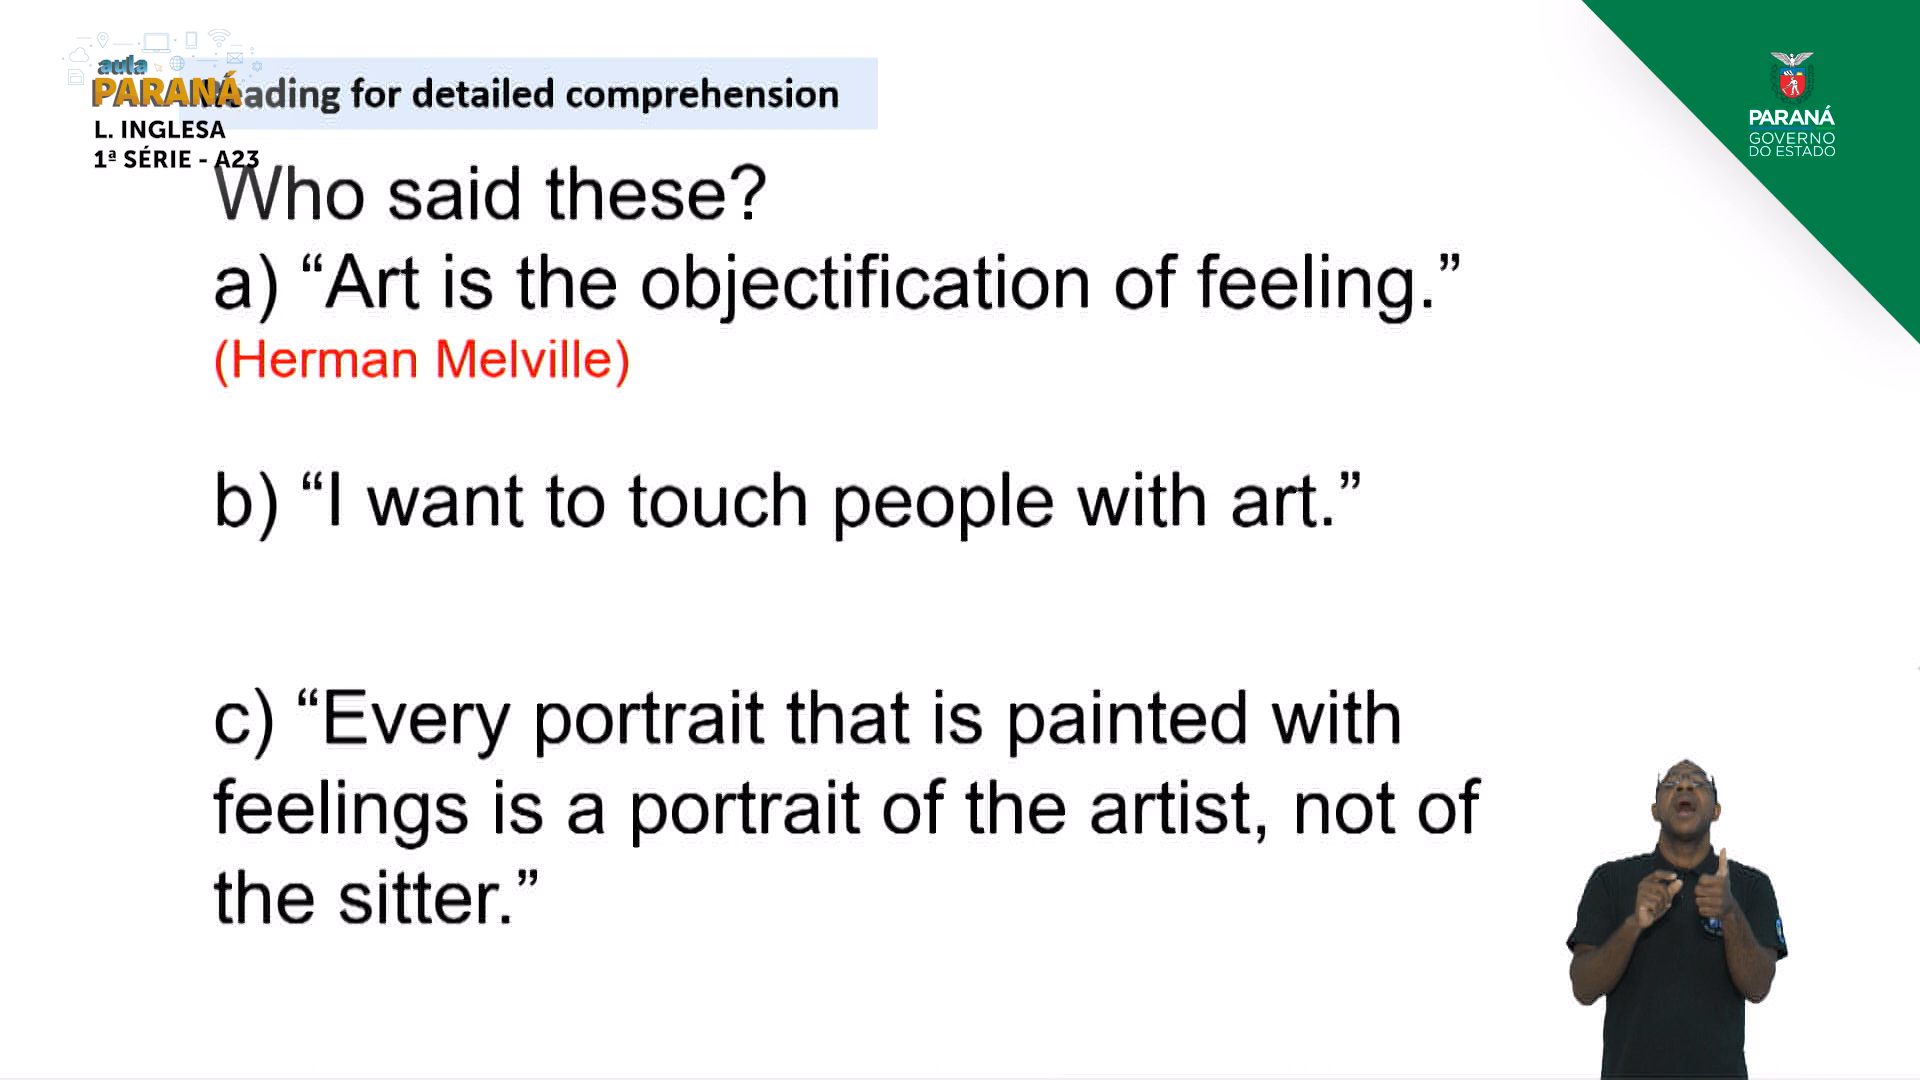 aula
PARANÁ
L. INGLESA
1ª SÉRIE - A23
Reading for detailed comprehension
Who said these?
a) “Art is the objectification of feeling.”
(Herman Melville)
b) “I want to touch people with art.”
c) “Every portrait that is painted with
feelings is a portrait of the artist, not of
the sitter.”
PARANÁ
GOVERNO
DO ESTADO